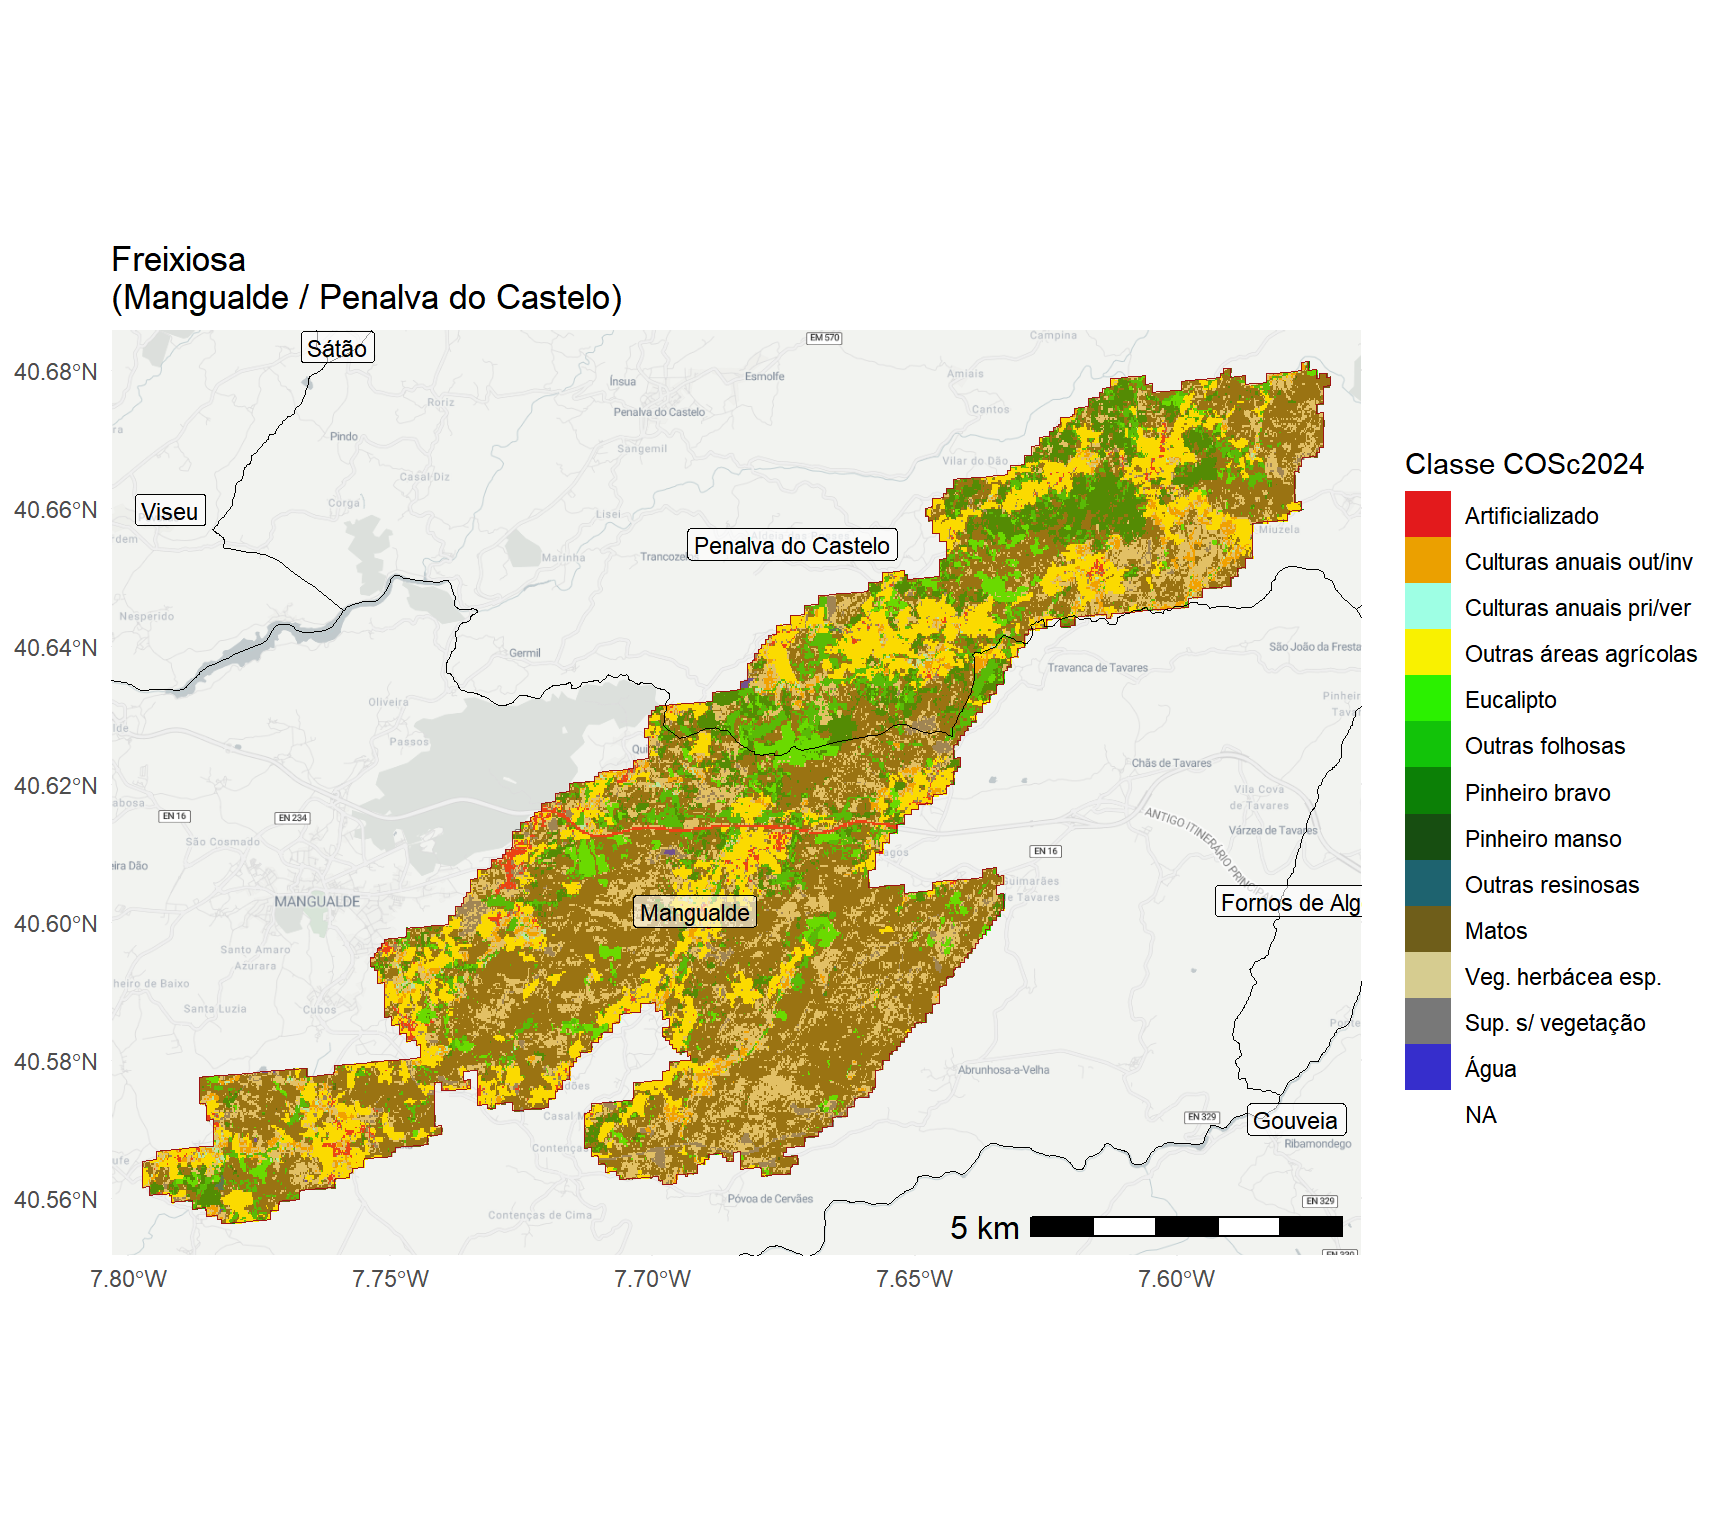 Freixiosa
(Mangualde / Penalva do Castelo)
40.68°N
40.66°N
40.64°N
40.62°N
40.60°N
40.58°N
40.56°N
7.80°W
7.75°W
7.70°W
7.65°W
7.60°W
Sátão
EM 570
Campina
Ínsua
Esmolfe
Amiais
Roriz
Penalva do Castelo
Cantos
Pindo
Sangemil
Casal Diz
Vilar do Dão
Viseu
Corga
Lisei
Miuzela
Penalva do Castelo
Marinha
Nesperido
Germil
São João da Fresta
Travanca de Tavares
Oliveira
Passos
Chãs de Tavares
EN 16
EN 234
Vila Cova
de Tavares
ANTIGO ITINERÁRIO
São Cosmado
Várzea de Tavares
EN 16
MANGUALDE
Mangualde
Fornos de Alg
Santo Amaro
Azurara
Santa Luzia
Cubos
Abrunhosa-a-Velha
EN 329
Gouveia
Ribamondego
Póvoa de Cervães
EN 329
Contenças de Cima
5 km
Classe COSc2024
Artificializado
Culturas anuais out/inv
Culturas anuais pri/ver
Outras áreas agrícolas
Eucalipto
Outras folhosas
Pinheiro bravo
Pinheiro manso
Outras resinosas
Matos
Veg. herbácea esp.
Sup. s/ vegetação
Água
NA